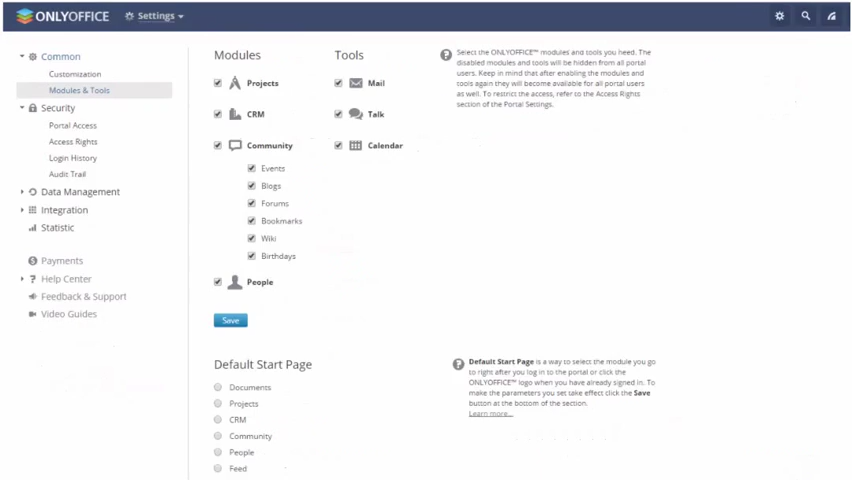 ONLYOFFICE
Settings
Common
Customization
Modules & Tools
Security
Portal Access
Access Rights
Login History
Audit Trail
Data Management
Integration
Statistic
Payments
Help Center
Feedback & Support
Video Guides
Modules
Projects
CRM
Community
Events
Blogs
Forums
Bookmarks
Wiki
Birthdays
People
Save
Tools
Mail
Talk
Calendar
Select the ONLYOFFICE™ modules and tools you need. The
disabled modules and tools will be hidden from all portal
users. Keep in mind that after enabling the modules and
tools again they will become available for all portal users
as well. To restrict the access, refer to the Access Rights
section of the Portal Settings.
Default Start Page
Documents
Projects
CRM
Community
People
Feed
Default Start Page is a way to select the module you go
to right after you log in to the portal or click the
ONLYOFFICE™ logo when you have already signed in. To
make the parameters you set take effect click the Save
button at the bottom of the section.
Learn more...